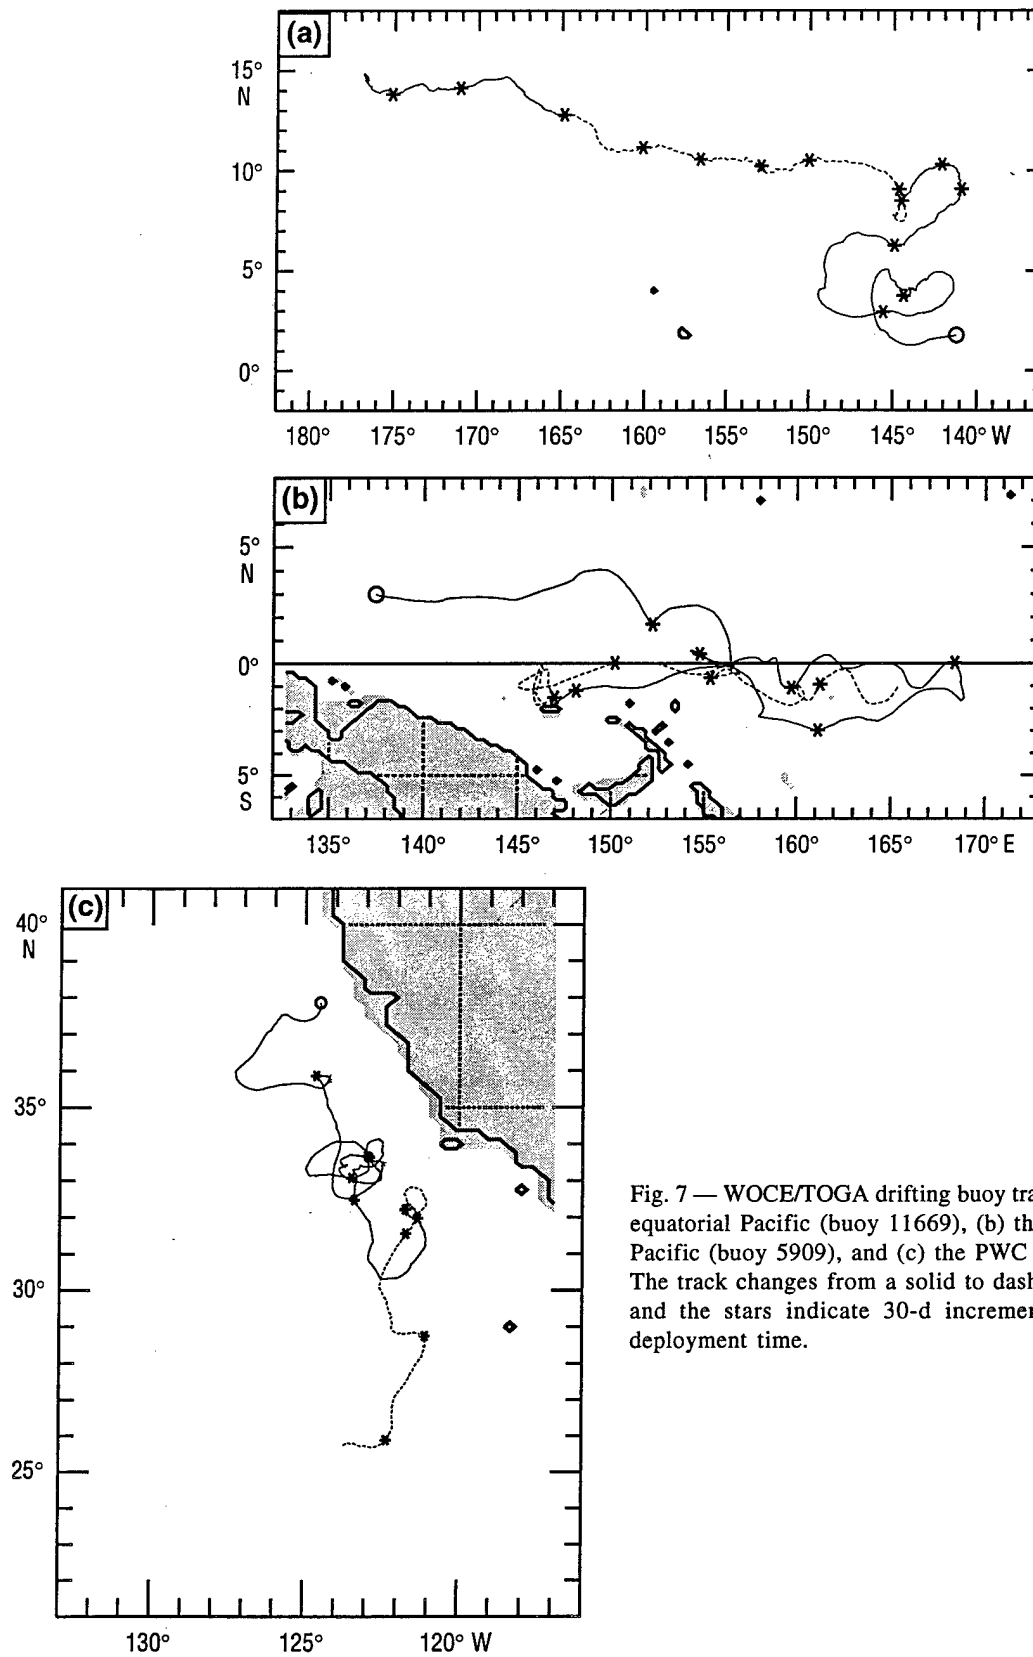 (a)
15°
N
10°
5°
0°
180° 175° 170° 165° 160° 155° 150° 145° 140° W
(b)
5°
N
0°
5°
S
135° 140° 145° 150° 155° 160° 165° 170° E
(c)
40°
N
35°
30°
25°
130° 125° 120° W
Fig. 7 — WOCE/TOGA drifting buoy tra
equatorial Pacific (buoy 11669), (b) th
Pacific (buoy 5909), and (c) the PWC
The track changes from a solid to dash
and the stars indicate 30-d incremen
deployment time.